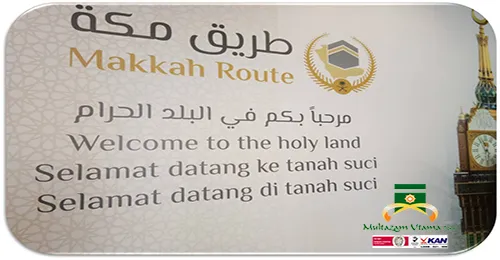 طريق مكة
Makkah Route
مرحباً بكم في البلد الحرام
Welcome to the holy land
Selamat datang ke tanah suci
Selamat datang di tanah suci
Multazam Utama
KAN